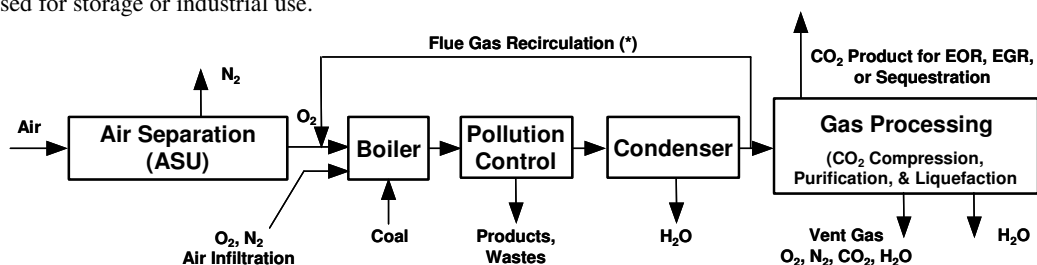 sed for storage or industrial use.
Flue Gas Recirculation (*)
CO₂ Product for EOR, EGR,
or Sequestration
N₂
O₂
Air
Air Separation
(ASU)
Boiler
Pollution
Control
Condenser
Gas Processing
(CO₂ Compression,
Purification, & Liquefaction
O₂, N₂
Air Infiltration
Coal
Products,
Wastes
H₂O
Vent Gas
O₂, N₂, CO₂, H₂O
H₂O